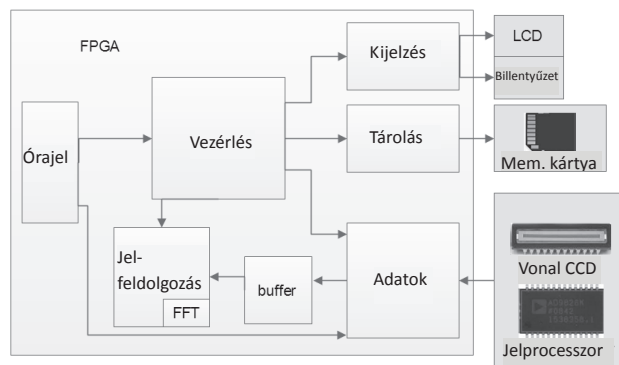 FPGA
Kijelzés
LCD
Billentyűzet
Órajel
Vezérlés
Tárolás
Mem. kártya
Jel-
feldolgozás
FFT
buffer
Adatok
Vonal CCD
Jelprocesszor